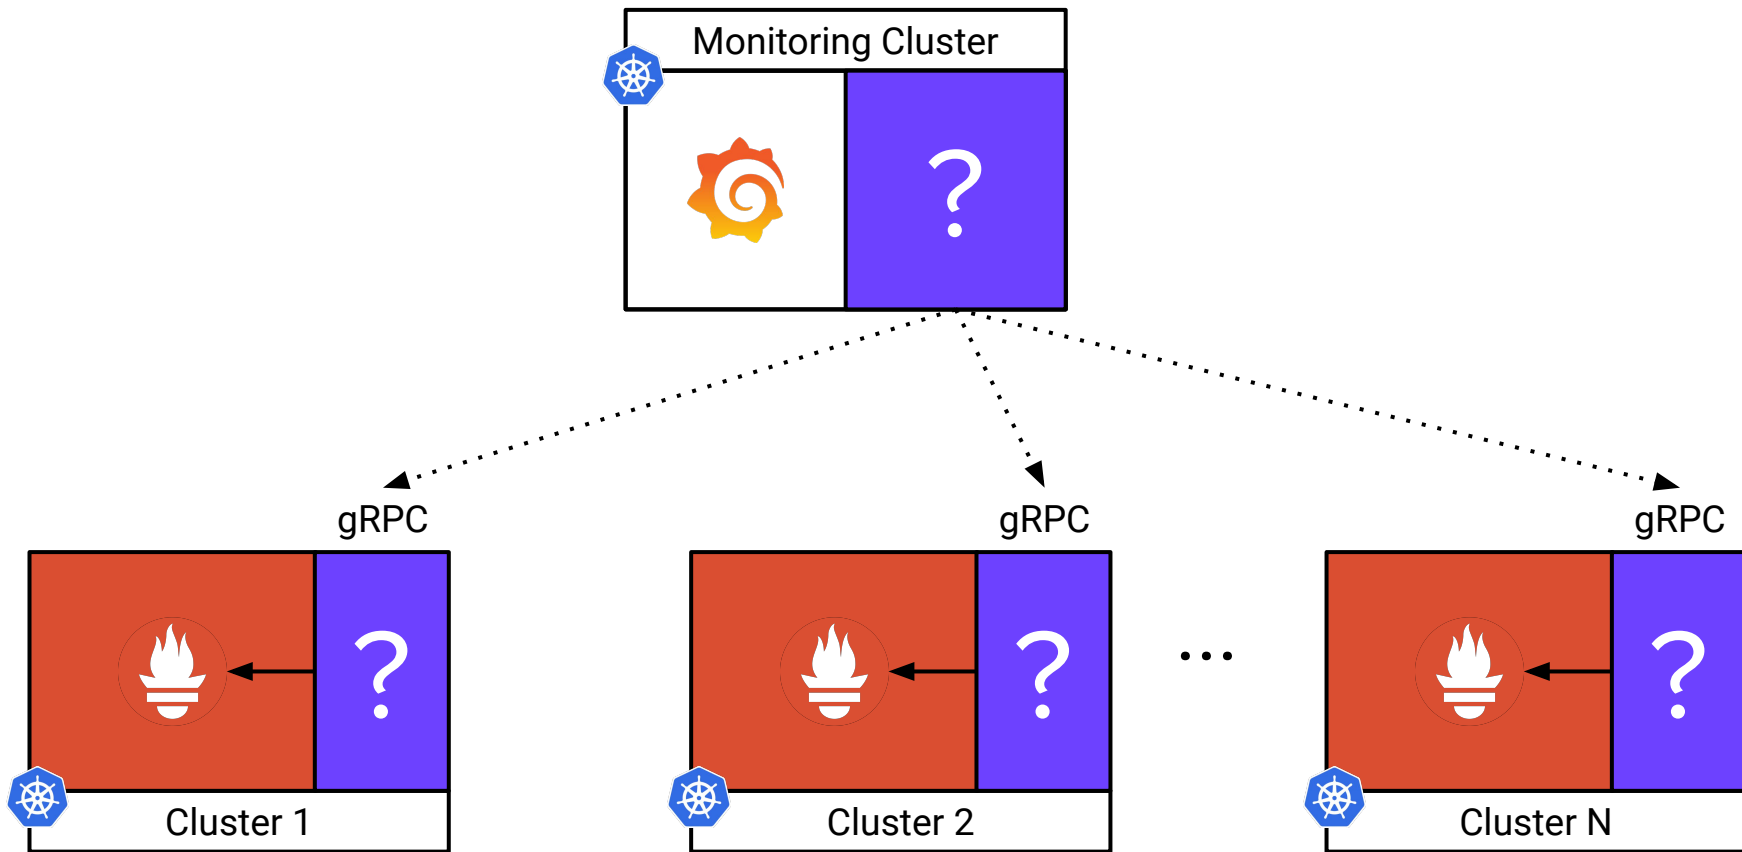 Monitoring Cluster
?
gRPC
gRPC
gRPC
?
?
...
?
Cluster 1
Cluster 2
Cluster N